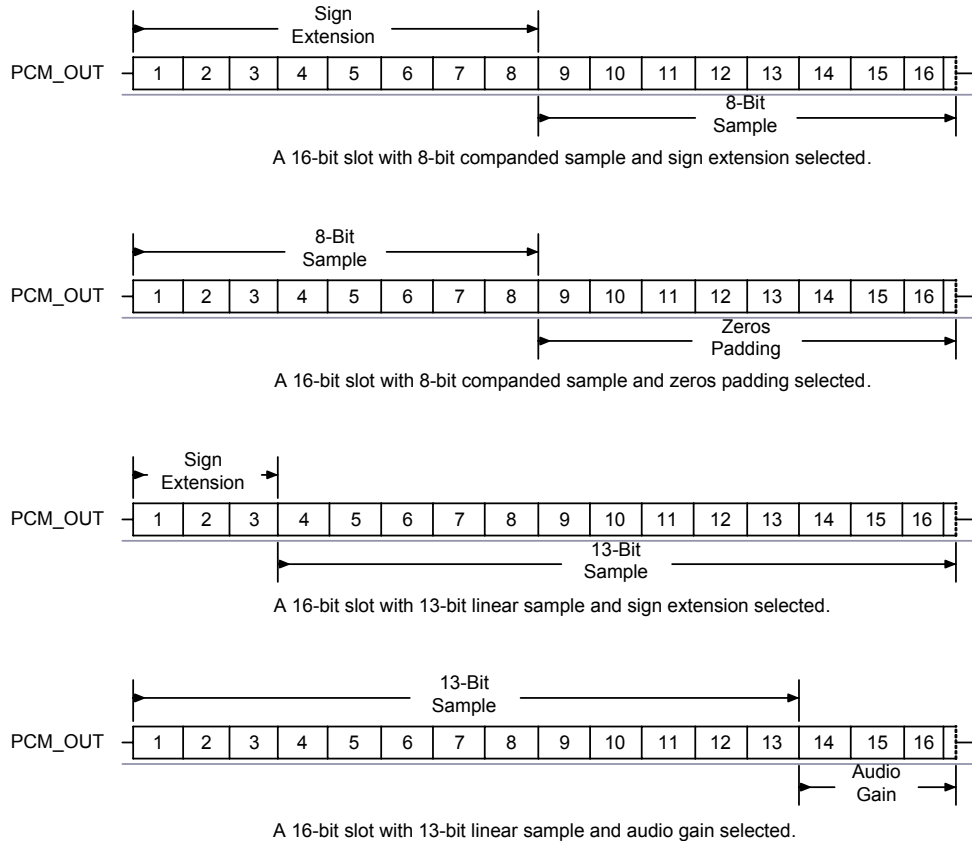 Sign
Extension
PCM_OUT 1 2 3 4 5 6 7 8 9 10 11 12 13 14 15 16
8-Bit
Sample
A 16-bit slot with 8-bit companded sample and sign extension selected.
8-Bit
Sample
PCM_OUT 1 2 3 4 5 6 7 8 9 10 11 12 13 14 15 16
Zeros
Padding
A 16-bit slot with 8-bit companded sample and zeros padding selected.
Sign
Extension
PCM_OUT 1 2 3 4 5 6 7 8 9 10 11 12 13 14 15 16
13-Bit
Sample
A 16-bit slot with 13-bit linear sample and sign extension selected.
13-Bit
Sample
PCM_OUT 1 2 3 4 5 6 7 8 9 10 11 12 13 14 15 16
Audio
Gain
A 16-bit slot with 13-bit linear sample and audio gain selected.